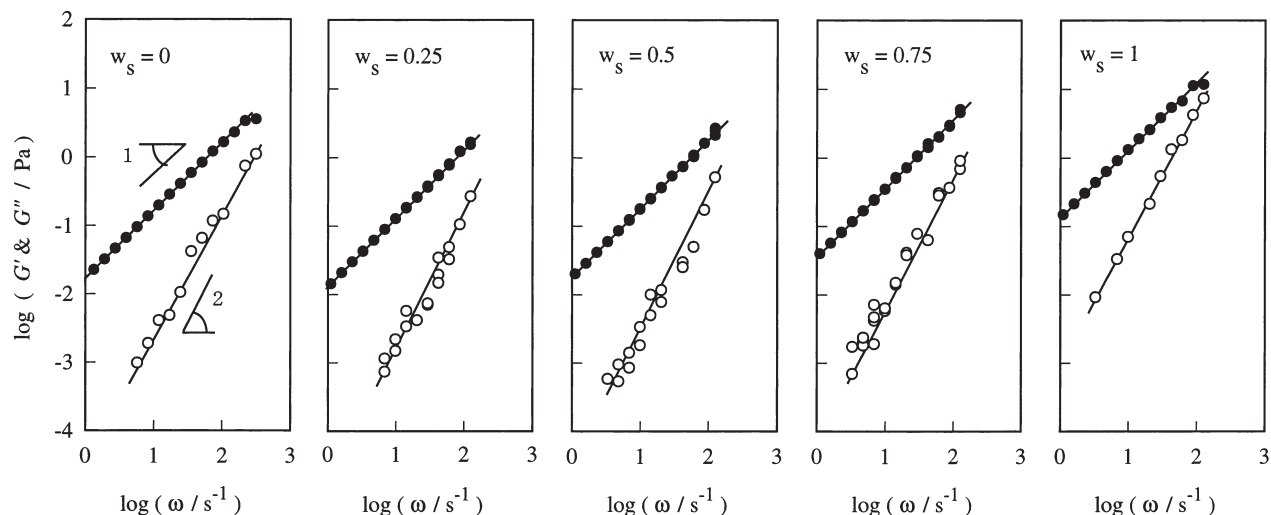 2
1
0
-1
-2
-3
-4
log ( G' & G" / Pa)
w_s = 0
1
2
w_s = 0.25
w_s = 0.5
w_s = 0.75
w_s = 1
0 1 2 3
0 1 2 3
0 1 2 3
0 1 2 3
0 1 2 3
log ( ω / s⁻¹)
log ( ω / s⁻¹)
log ( ω / s⁻¹)
log ( ω / s⁻¹)
log ( ω / s⁻¹)